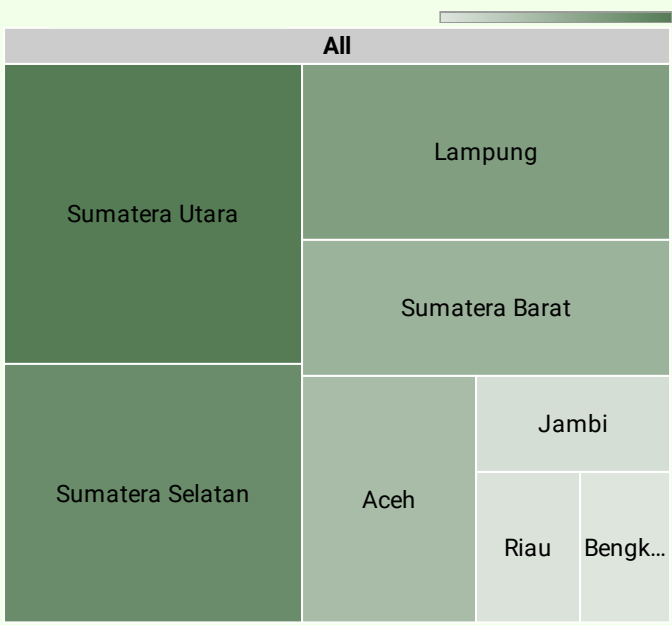 All
Sumatera Utara
Lampung
Sumatera Barat
Sumatera Selatan
Aceh
Jambi
Riau
Bengk...